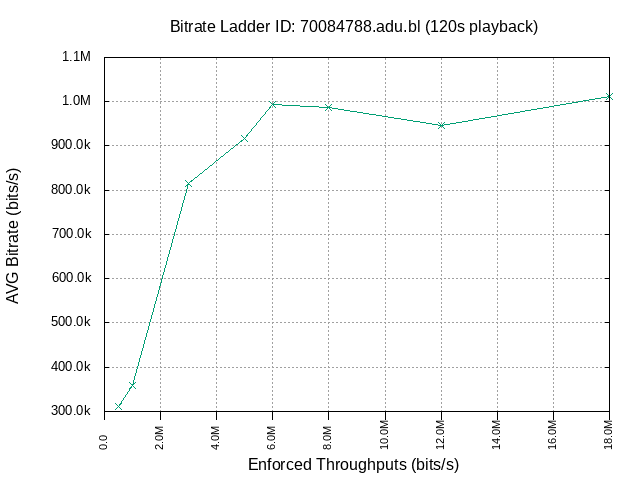 Bitrate Ladder ID: 70084788.adu.bl (120s playback)
1.1M
1.0M
900.0k
800.0k
700.0k
600.0k
500.0k
400.0k
300.0k
AVG Bitrate (bits/s)
0.0
2.0M
4.0M
6.0M
8.0M
10.0M
12.0M
14.0M
16.0M
18.0M
Enforced Throughputs (bits/s)